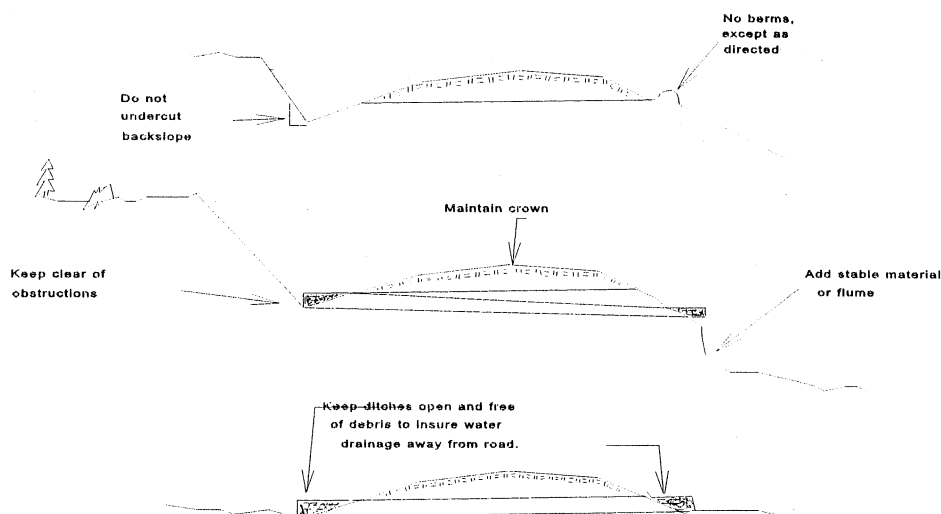 No berms,
except as
directed
Do not
undercut
backslope
Maintain crown
Keep clear of
obstructions
Add stable material
or flume
Keep ditches open and free
of debris to insure water
drainage away from road.